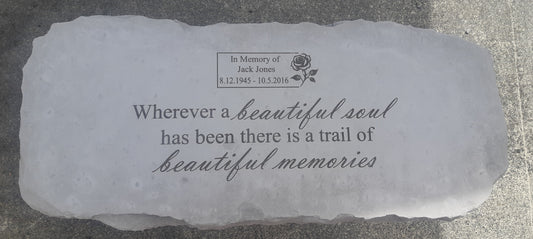 In Memory of
Jack Jones
8.12.1945 - 10.5.2016
Wherever a beautiful soul
has been there is a trail of
beautiful memories